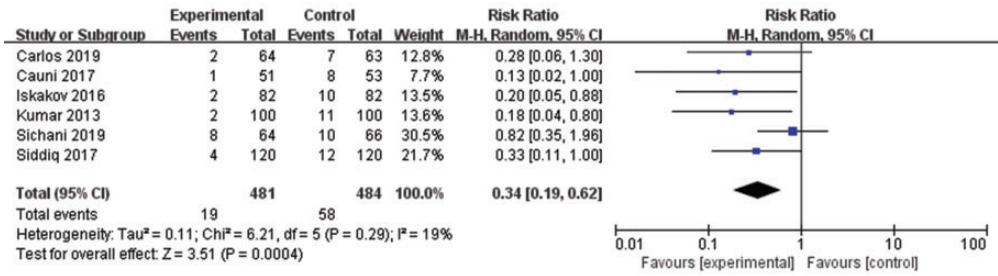 Experimental Control Risk Ratio Risk Ratio
Study or Subgroup Events Total Events Total Weight M-H, Random, 95% CI M-H, Random, 95% CI
Carlos 2019 2 64 7 63 12.8% 0.28 [0.06, 1.30]
Cauni 2017 1 51 8 53 7.7% 0.13 [0.02, 1.00]
Iskakov 2016 2 82 10 82 13.5% 0.20 [0.05, 0.88]
Kumar 2013 2 100 11 100 13.6% 0.18 [0.04, 0.80]
Sichani 2019 8 64 10 66 30.5% 0.82 [0.35, 1.96]
Siddiq 2017 4 120 12 120 21.7% 0.33 [0.11, 1.00]
Total (95% CI) 481 484 100.0% 0.34 [0.19, 0.62]
Total events 19 58
Heterogeneity: Tau² = 0.11; Chi² = 6.21, df = 5 (P = 0.29); I² = 19%
Test for overall effect: Z = 3.51 (P = 0.0004)
0.01 0.1 1 10 100
Favours [experimental] Favours [control]